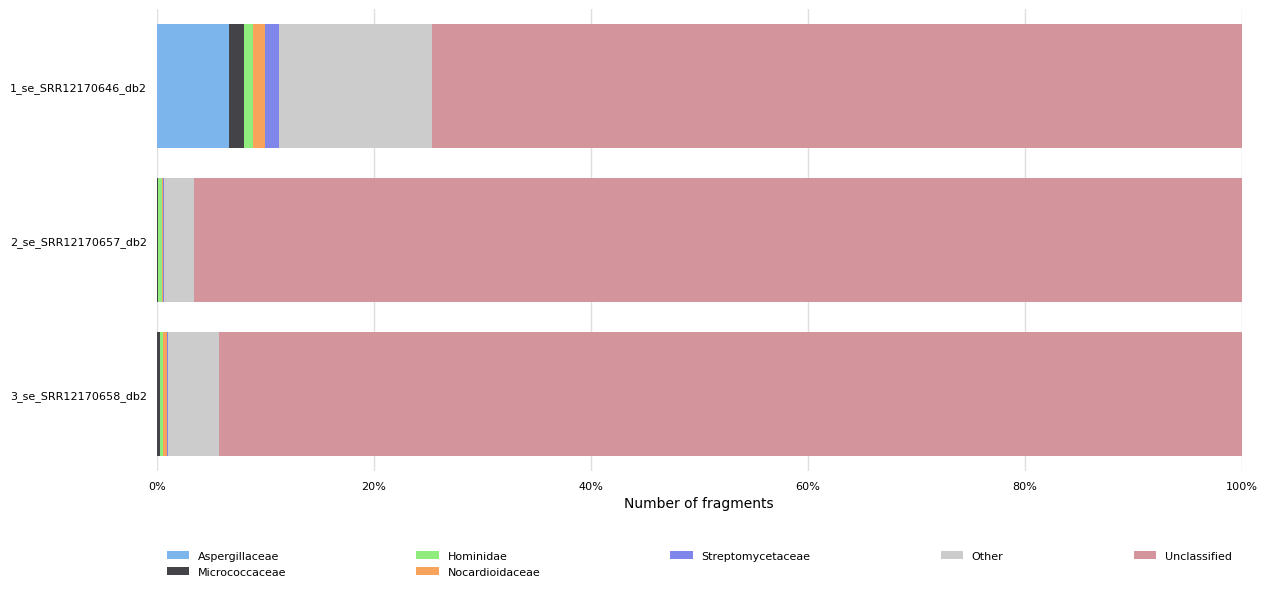 1_se_SRR12170646_db2
2_se_SRR12170657_db2
3_se_SRR12170658_db2
0% 20% 40% 60% 80% 100%
Number of fragments
Aspergillaceae Hominidae Streptomycetaceae Other Unclassified
Micrococcaceae Nocardioidaceae